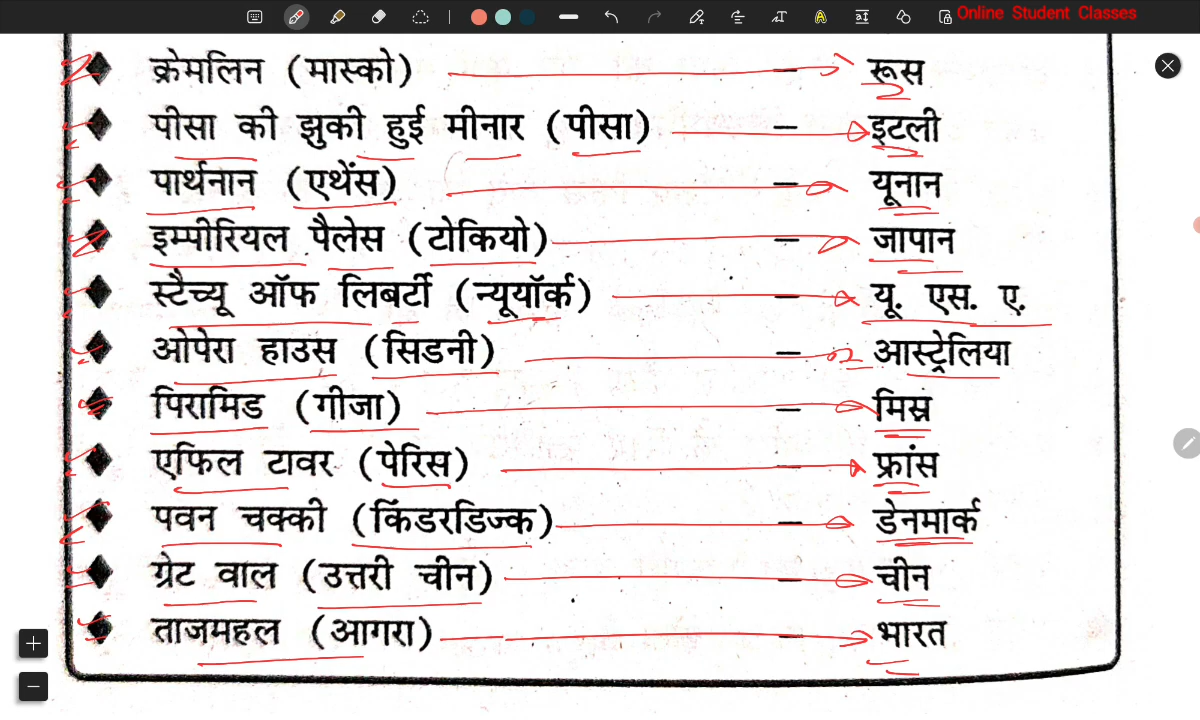 Online Student Classes
क्रेमलिन (मास्को) – रूस
पीसा की झुकी हुई मीनार (पीसा) – इटली
पार्थनान (एथेंस) – यूनान
इम्पीरियल पैलेस (टोकियो) – जापान
स्टैच्यू ऑफ लिबर्टी (न्यूयॉर्क) – यू. एस. ए.
ओपेरा हाउस (सिडनी) – आस्ट्रेलिया
पिरामिड (गीजा) – मिस्र
एफिल टावर (पेरिस) – फ्रांस
पवन चक्की (किंडरडिज्क) – डेनमार्क
ग्रेट वाल (उत्तरी चीन) – चीन
ताजमहल (आगरा) – भारत